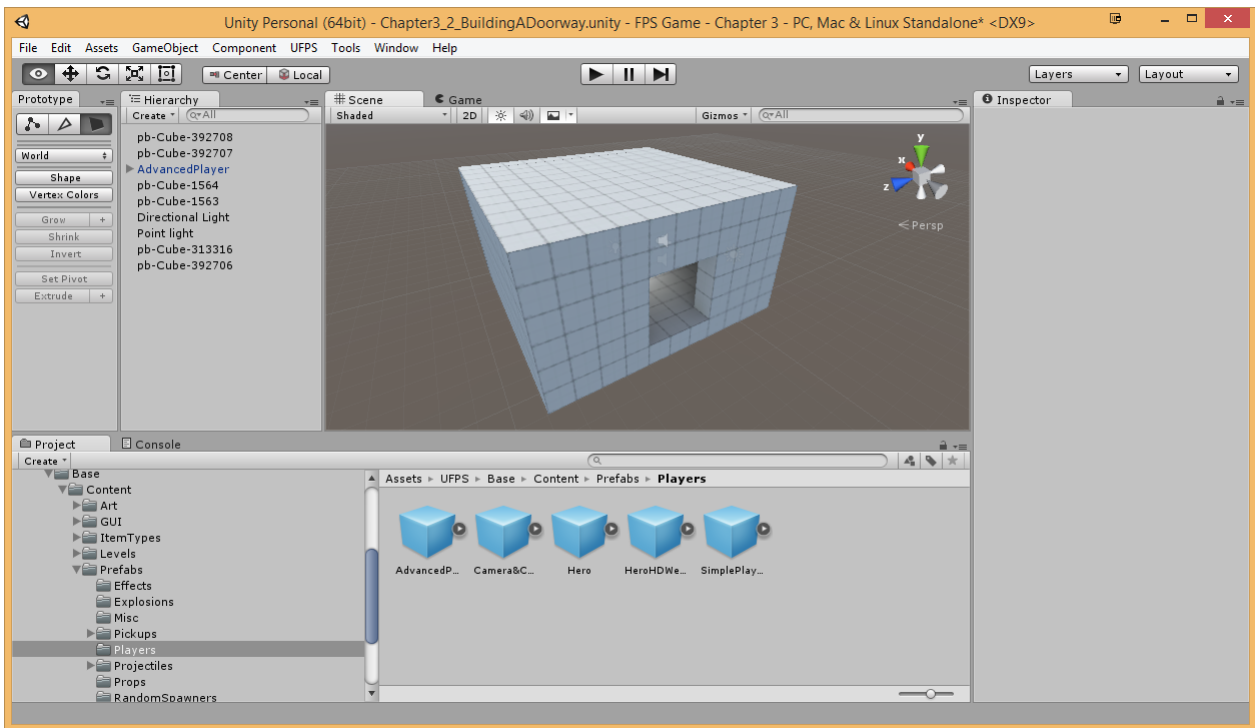 Unity Personal (64bit) - Chapter3_2_BuildingADoorway.unity - FPS Game - Chapter 3 - PC, Mac & Linux Standalone* <DX9>
File Edit Assets GameObject Component UFPS Tools Window Help
Center Local Layers Layout
Prototype
World
Shape
Vertex Colors
Grow +
Shrink
Invert
Set Pivot
Extrude +
Hierarchy
Create All
pb-Cube-392708
pb-Cube-392707
AdvancedPlayer
pb-Cube-1564
pb-Cube-1563
Directional Light
Point light
pb-Cube-313316
pb-Cube-392706
Scene Game
Shaded 2D Gizmos All
y
x
z
Persp
Inspector
Project Console
Create
Base
Content
Art
GUI
ItemTypes
Levels
Prefabs
Effects
Explosions
Misc
Pickups
Players
Projectiles
Props
RandomSpawners
Assets UFPS Base Content Prefabs Players
AdvancedP... Camera&C... Hero HeroHDWe... SimplePlay...